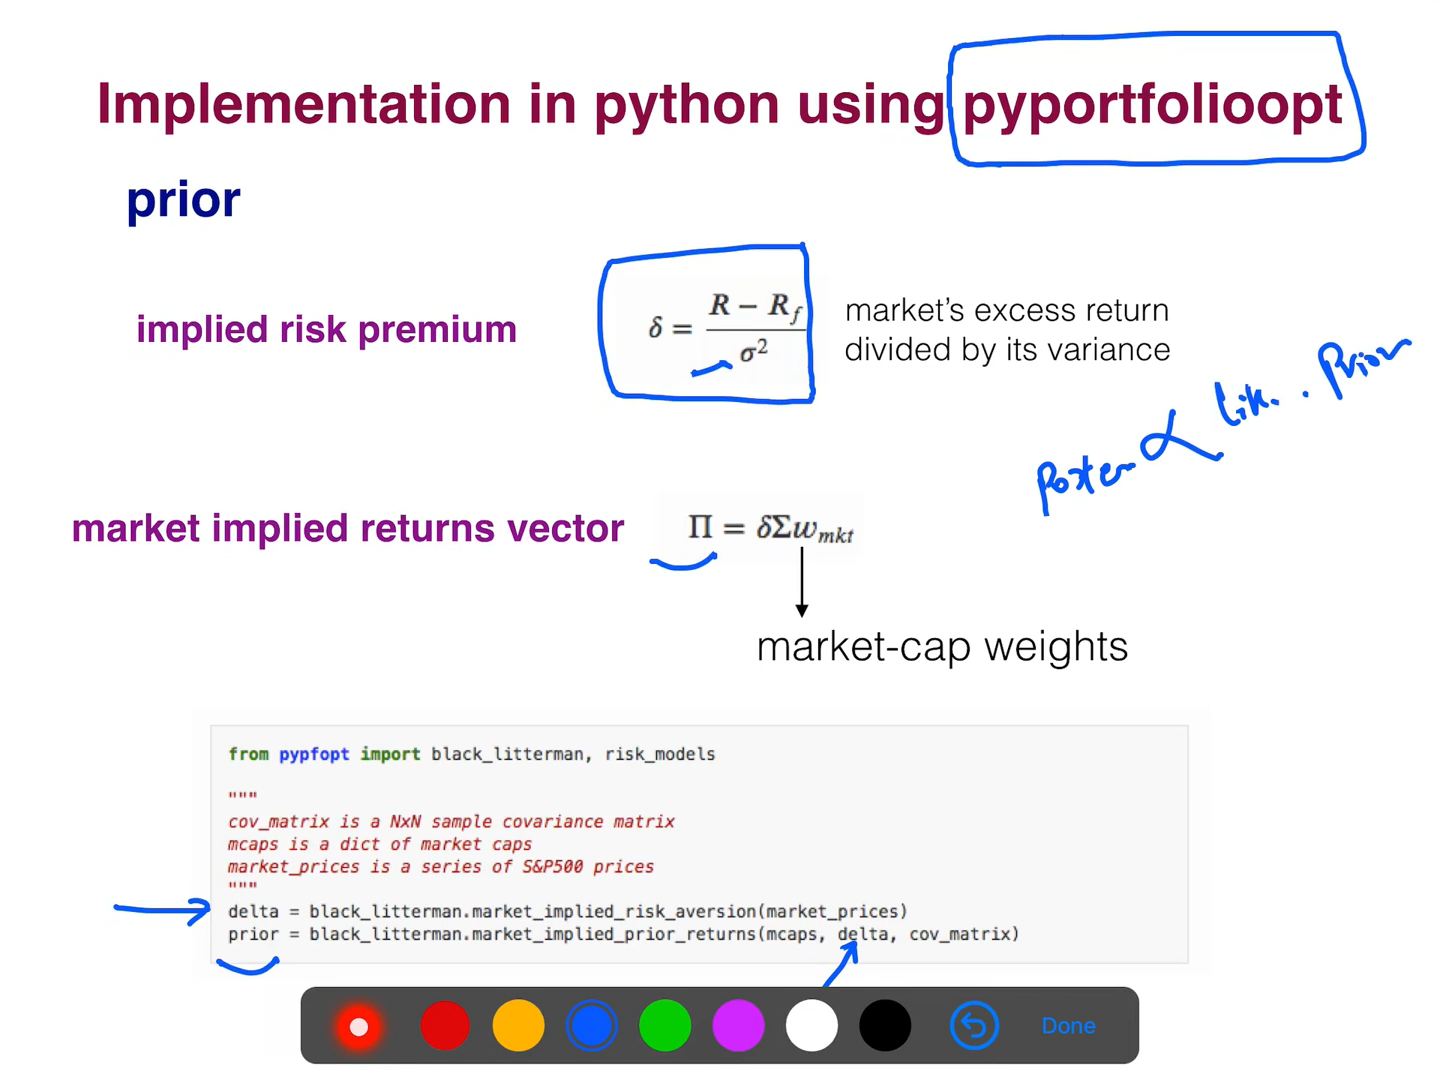 Implementation in python using pyportfolioopt
prior
implied risk premium
δ = R − R_f / σ²
market's excess return
divided by its variance
Poster ∝ Lik. . Prior
market implied returns vector
Π = δΣw_mkt
market-cap weights
from pypfopt import black_litterman, risk_models
"""
cov_matrix is a NxN sample covariance matrix
mcaps is a dict of market caps
market_prices is a series of S&P500 prices
"""
delta = black_litterman.market_implied_risk_aversion(market_prices)
prior = black_litterman.market_implied_prior_returns(mcaps, delta, cov_matrix)
Done